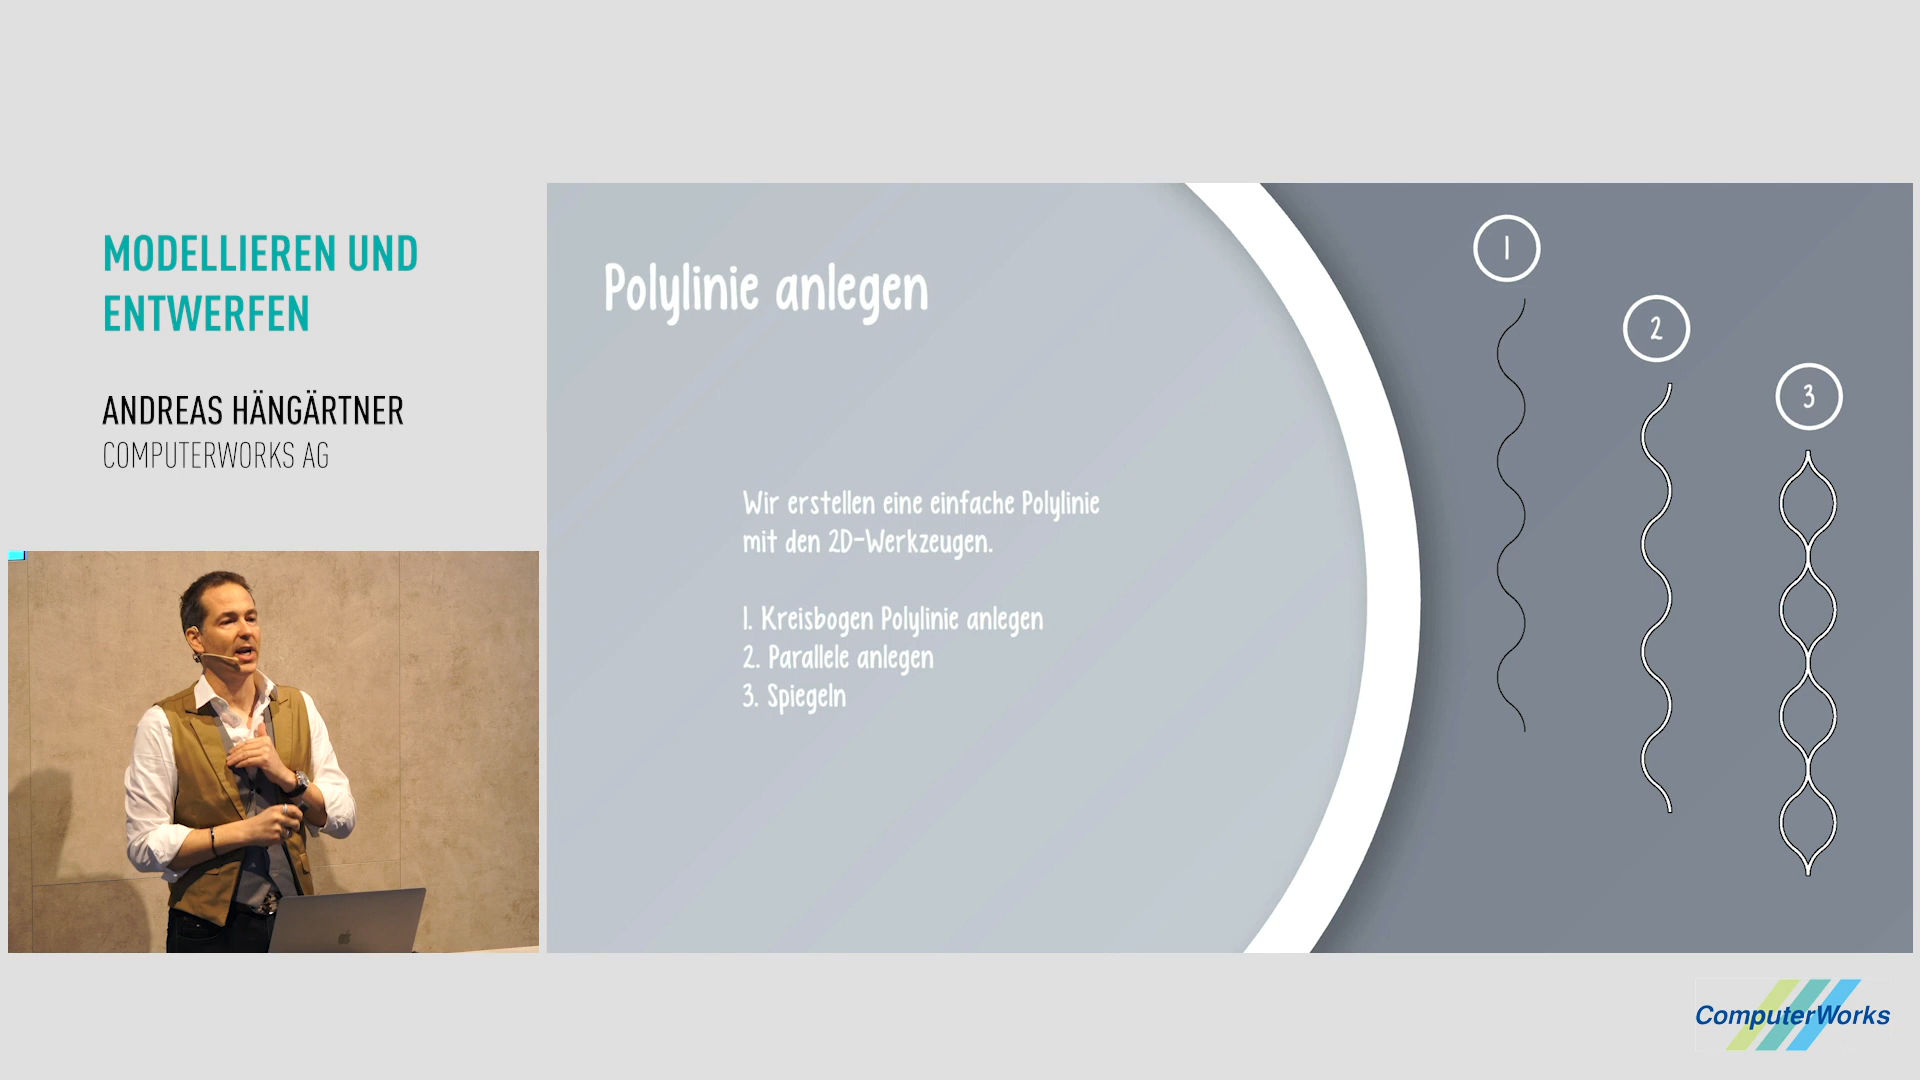 MODELLIEREN UND
ENTWERFEN
ANDREAS HÄNGÄRTNER
COMPUTERWORKS AG
Polylinie anlegen
Wir erstellen eine einfache Polylinie
mit den 2D-Werkzeugen.
1. Kreisbogen Polylinie anlegen
2. Parallele anlegen
3. Spiegeln
1
2
3
ComputerWorks